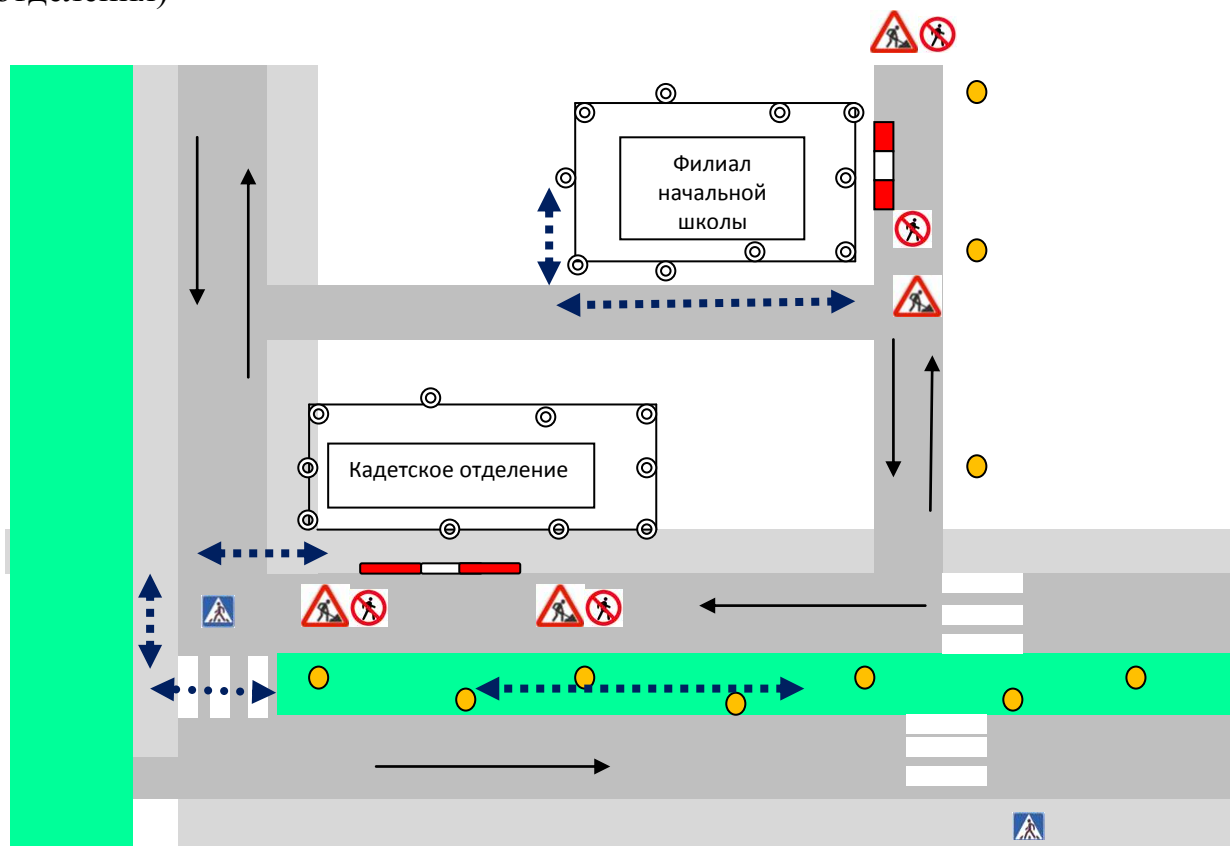 Филиал
начальной
школы
Кадетское отделение